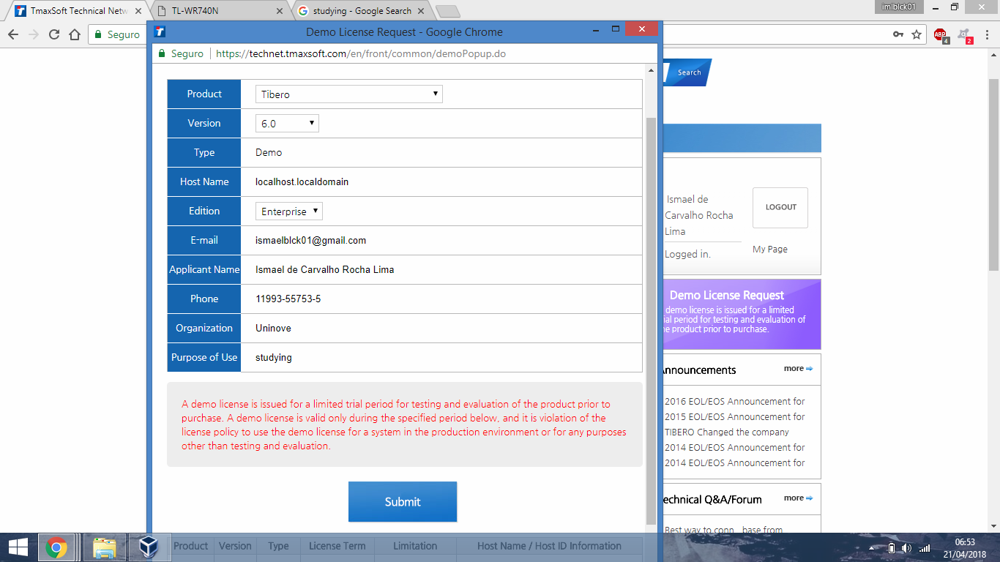 TmaxSoft Technical Netw
TL-WR740N
studying - Google Search
imlblck01
Seguro
ABP
4
2
Demo License Request - Google Chrome
Seguro
https://technet.tmaxsoft.com/en/front/common/demoPopup.do
Product
Tibero
Version
6.0
Type
Demo
Host Name
localhost.localdomain
Edition
Enterprise
E-mail
ismaelblck01@gmail.com
Applicant Name
Ismael de Carvalho Rocha Lima
Phone
11993-55753-5
Organization
Uninove
Purpose of Use
studying
A demo license is issued for a limited trial period for testing and evaluation of the product prior to
purchase. A demo license is valid only during the specified period below, and it is violation of the
license policy to use the demo license for a system in the production environment or for any purposes
other than testing and evaluation.
Submit
Product Version Type License Term Limitation Host Name / Host ID Information
Search
Ismael de
Carvalho Rocha
Lima
Logged in.
LOGOUT
My Page
Demo License Request
demo license is issued for a limited
ial period for testing and evaluation of
e product prior to purchase.
nnouncements
more
2016 EOL/EOS Announcement for
2015 EOL/EOS Announcement for
TIBERO Changed the company
2014 EOL/EOS Announcement for
2014 EOL/EOS Announcement for
echnical Q&A/Forum
more
Best way to conn base from
06:53
21/04/2018